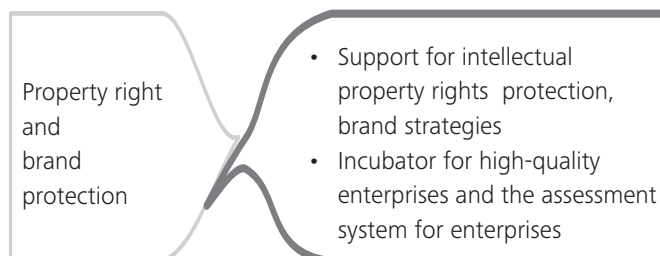 Property right
and
brand
protection
• Support for intellectual
property rights protection,
brand strategies
• Incubator for high-quality
enterprises and the assessment
system for enterprises